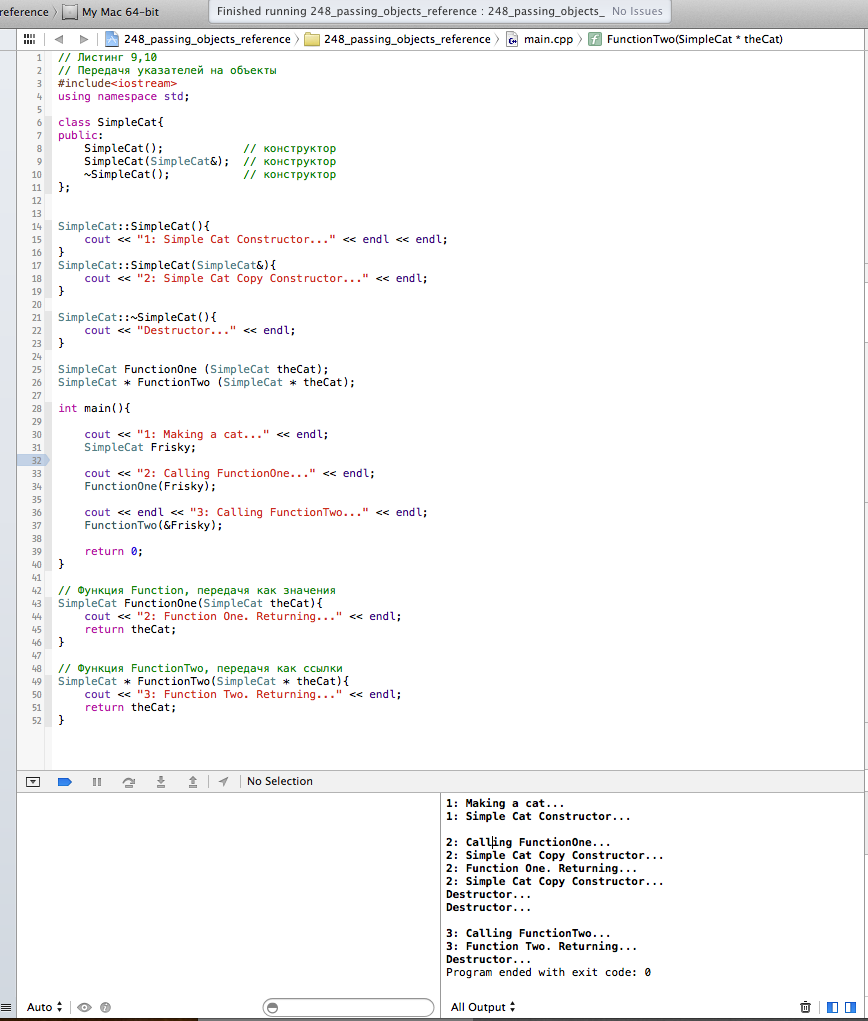 reference My Mac 64-bit Finished running 248_passing_objects_reference : 248_passing_objects_ No Issues
248_passing_objects_reference 248_passing_objects_reference main.cpp FunctionTwo(SimpleCat * theCat)
1 // Листинг 9,10
2 // Передачя указателей на объекты
3 #include<iostream>
4 using namespace std;
5
6 class SimpleCat{
7 public:
8 SimpleCat(); // конструктор
9 SimpleCat(SimpleCat&); // конструктор
10 ~SimpleCat(); // конструктор
11 };
12
13
14 SimpleCat::SimpleCat(){
15 cout << "1: Simple Cat Constructor..." << endl << endl;
16 }
17 SimpleCat::SimpleCat(SimpleCat&){
18 cout << "2: Simple Cat Copy Constructor..." << endl;
19 }
20
21 SimpleCat::~SimpleCat(){
22 cout << "Destructor..." << endl;
23 }
24
25 SimpleCat FunctionOne (SimpleCat theCat);
26 SimpleCat * FunctionTwo (SimpleCat * theCat);
27
28 int main(){
29
30 cout << "1: Making a cat..." << endl;
31 SimpleCat Frisky;
32
33 cout << "2: Calling FunctionOne..." << endl;
34 FunctionOne(Frisky);
35
36 cout << endl << "3: Calling FunctionTwo..." << endl;
37 FunctionTwo(&Frisky);
38
39 return 0;
40 }
41
42 // Функция Function, передачя как значения
43 SimpleCat FunctionOne(SimpleCat theCat){
44 cout << "2: Function One. Returning..." << endl;
45 return theCat;
46 }
47
48 // Функция FunctionTwo, передачя как ссылки
49 SimpleCat * FunctionTwo(SimpleCat * theCat){
50 cout << "3: Function Two. Returning..." << endl;
51 return theCat;
52 }
No Selection
1: Making a cat...
1: Simple Cat Constructor...
2: Calling FunctionOne...
2: Simple Cat Copy Constructor...
2: Function One. Returning...
2: Simple Cat Copy Constructor...
Destructor...
Destructor...
3: Calling FunctionTwo...
3: Function Two. Returning...
Destructor...
Program ended with exit code: 0
Auto All Output